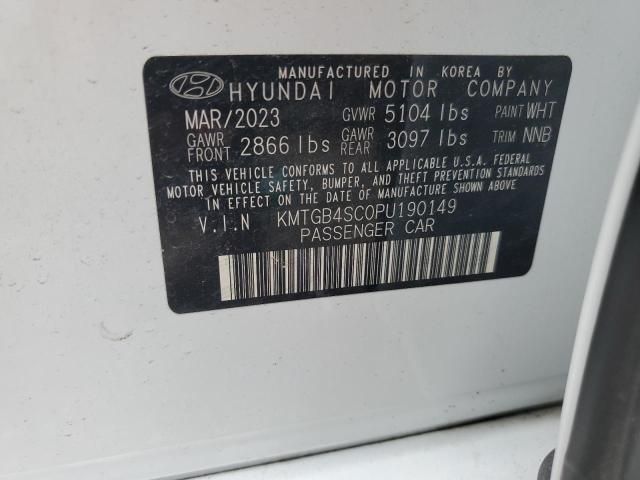 MANUFACTURED IN KOREA BY
HYUNDAI MOTOR COMPANY
MAR/2023 GVWR 5104 lbs PAINT WHT
GAWR FRONT 2866 lbs GAWR REAR 3097 lbs TRIM NNB
THIS VEHICLE CONFORMS TO ALL APPLICABLE U.S.A. FEDERAL
MOTOR VEHICLE SAFETY, BUMPER, AND THEFT PREVENTION STANDARDS
IN EFFECT ON THE DATE OF MANUFACTURE SHOWN ABOVE.
V.I.N KMTGB4SC0PU190149
PASSENGER CAR